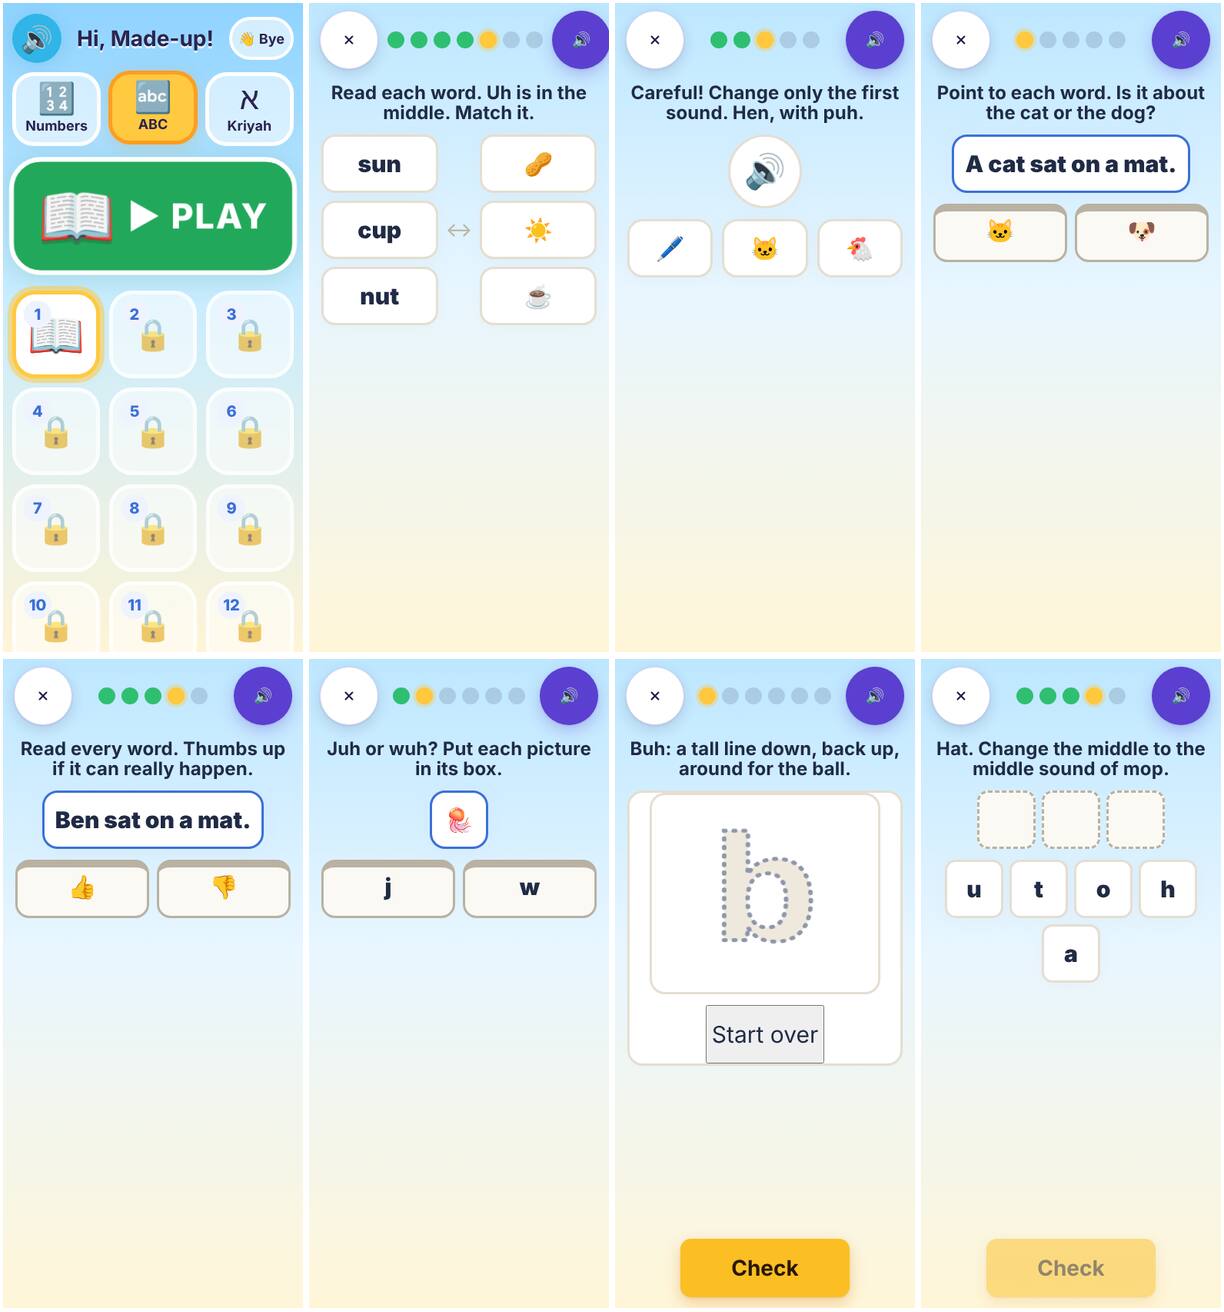 Hi, Made-up!
👋 Bye
Numbers
ABC
א
Kriyah
▶ PLAY
1
2
3
4
5
6
7
8
9
10
11
12
×
Read each word. Uh is in the
middle. Match it.
sun
cup
↔
nut
×
Careful! Change only the first
sound. Hen, with puh.
×
Point to each word. Is it about
the cat or the dog?
A cat sat on a mat.
×
Read every word. Thumbs up
if it can really happen.
Ben sat on a mat.
×
Juh or wuh? Put each picture
in its box.
j
w
×
Buh: a tall line down, back up,
around for the ball.
b
Start over
Check
×
Hat. Change the middle to the
middle sound of mop.
u
t
o
h
a
Check